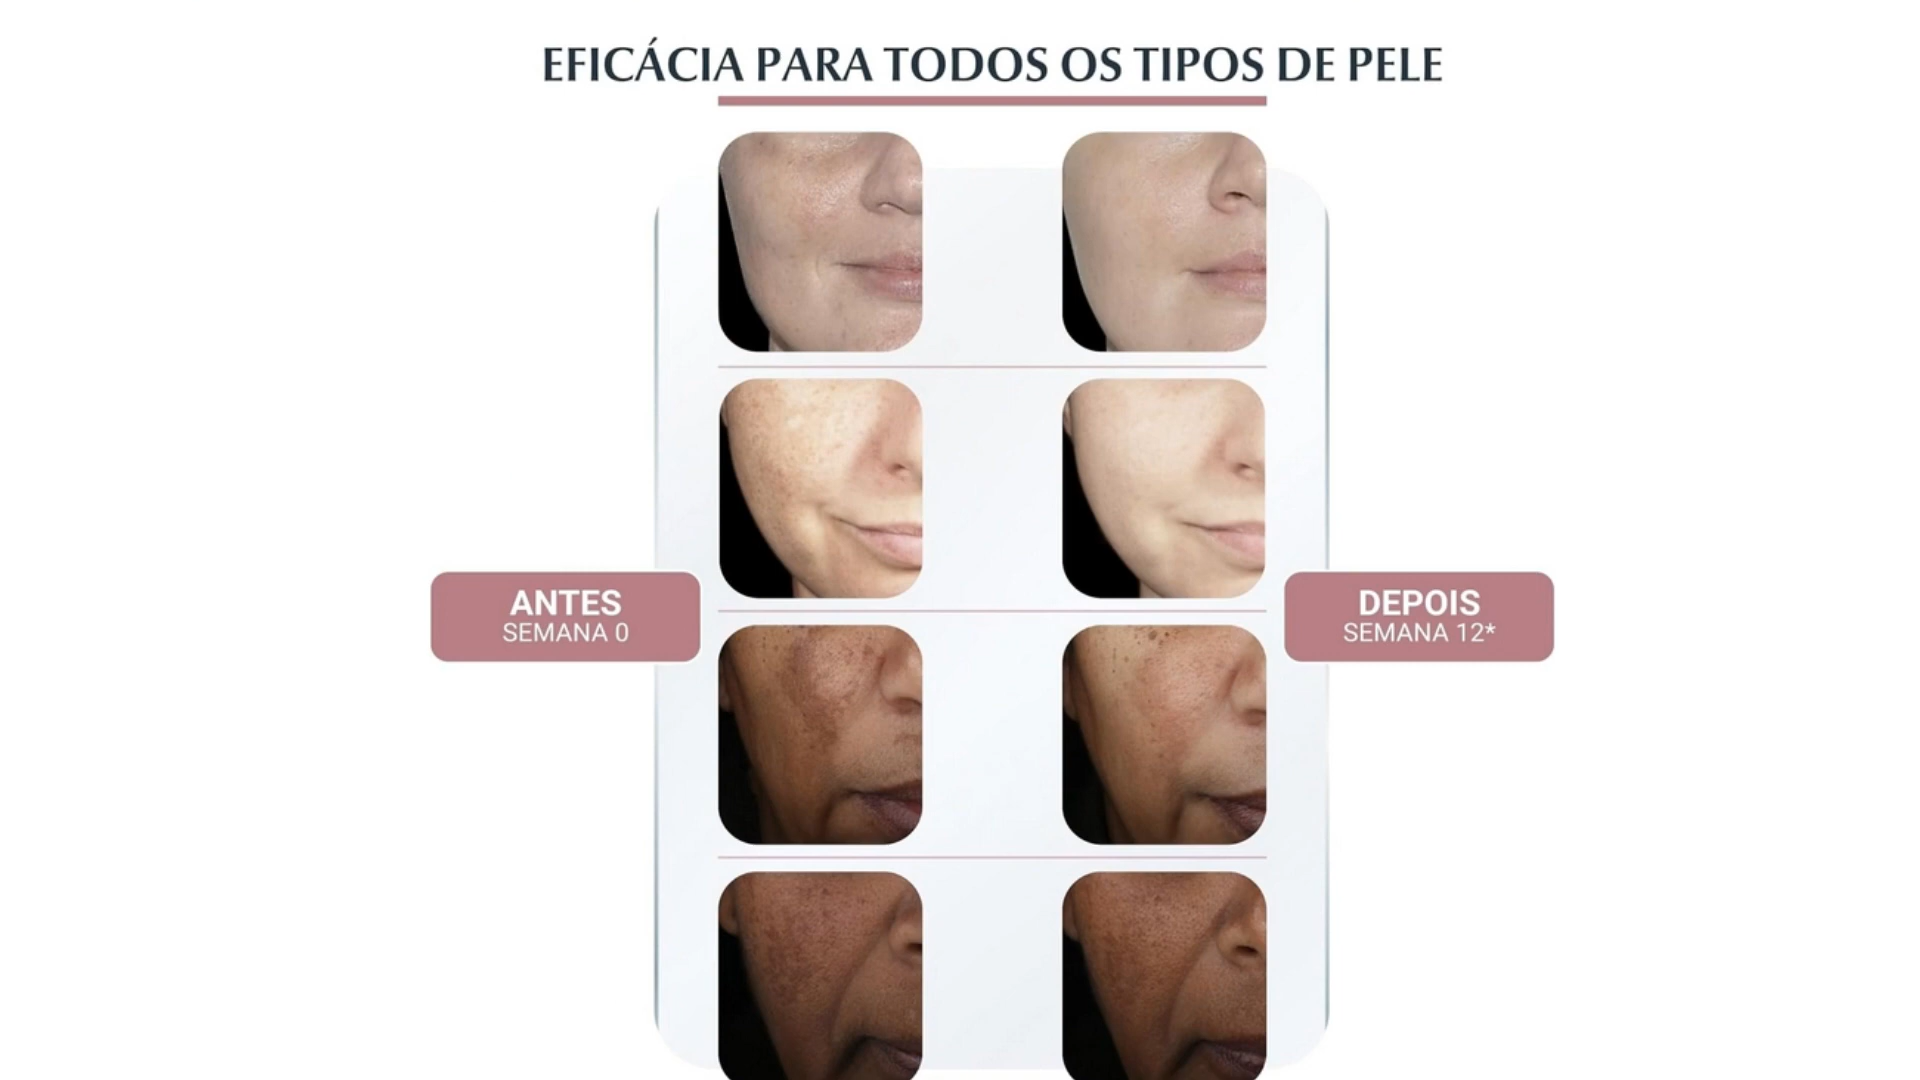 EFICÁCIA PARA TODOS OS TIPOS DE PELE
ANTES
SEMANA 0
DEPOIS
SEMANA 12*